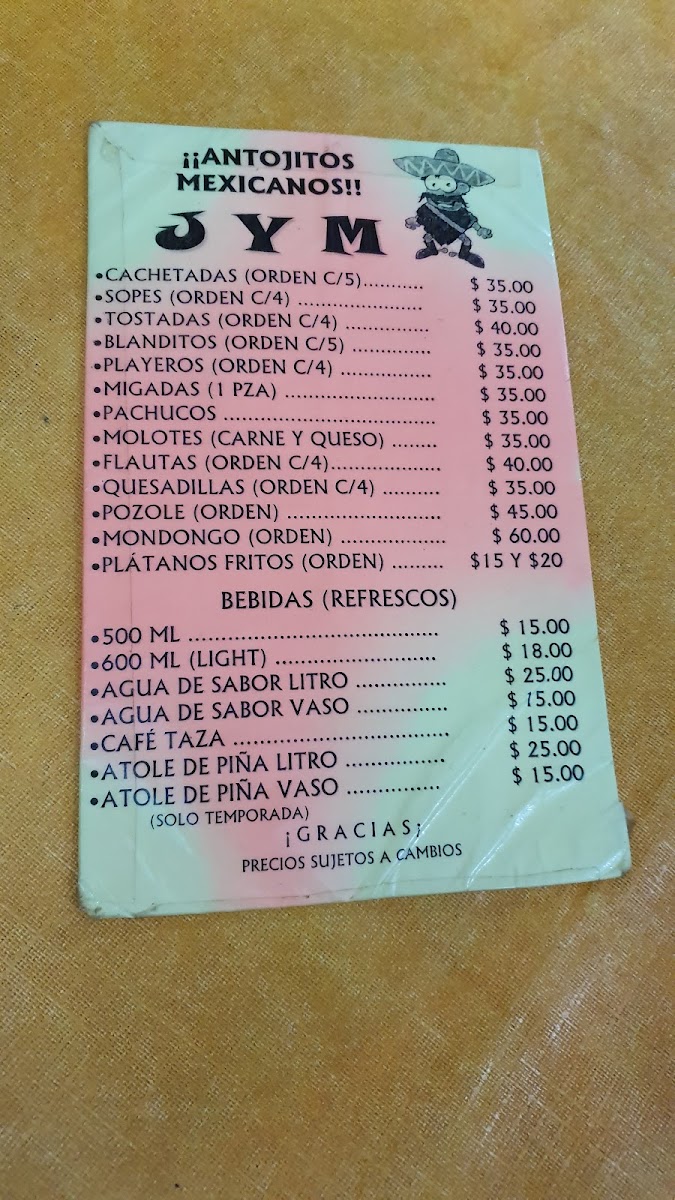 ¡¡ANTOJITOS
MEXICANOS!!
J Y M
•CACHETADAS (ORDEN C/5)........... $ 35.00
•SOPES (ORDEN C/4) ...................... $ 35.00
•TOSTADAS (ORDEN C/4) ............... $ 40.00
•BLANDITOS (ORDEN C/5) .............. $ 35.00
•PLAYEROS (ORDEN C/4) ................ $ 35.00
•MIGADAS (1 PZA) ........................... $ 35.00
•PACHUCOS ...................................... $ 35.00
•MOLOTES (CARNE Y QUESO) ........ $ 35.00
•FLAUTAS (ORDEN C/4).................... $ 40.00
•QUESADILLAS (ORDEN C/4) .......... $ 35.00
•POZOLE (ORDEN) ........................... $ 45.00
•MONDONGO (ORDEN) .................. $ 60.00
•PLÁTANOS FRITOS (ORDEN) ......... $15 Y $20
BEBIDAS (REFRESCOS)
•500 ML ........................................... $ 15.00
•600 ML (LIGHT) ............................ $ 18.00
•AGUA DE SABOR LITRO ............... $ 25.00
•AGUA DE SABOR VASO ............... $ 15.00
•CAFÉ TAZA ..................................... $ 15.00
•ATOLE DE PIÑA LITRO ................. $ 25.00
•ATOLE DE PIÑA VASO ................ $ 15.00
(SOLO TEMPORADA)
¡GRACIAS¡
PRECIOS SUJETOS A CAMBIOS